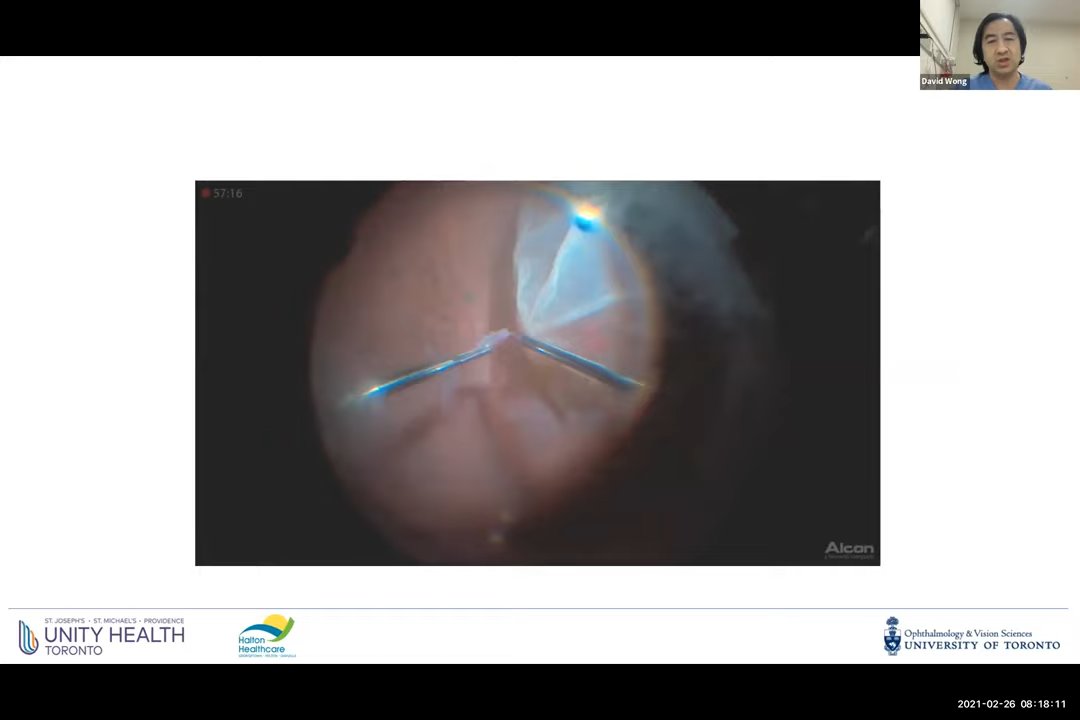 David Wong
57:16
Alcon
ST. JOSEPH'S • ST. MICHAEL'S • PROVIDENCE
UNITY HEALTH
TORONTO
Halton
Healthcare
Ophthalmology & Vision Sciences
UNIVERSITY OF TORONTO
2021-02-26 08:18:11